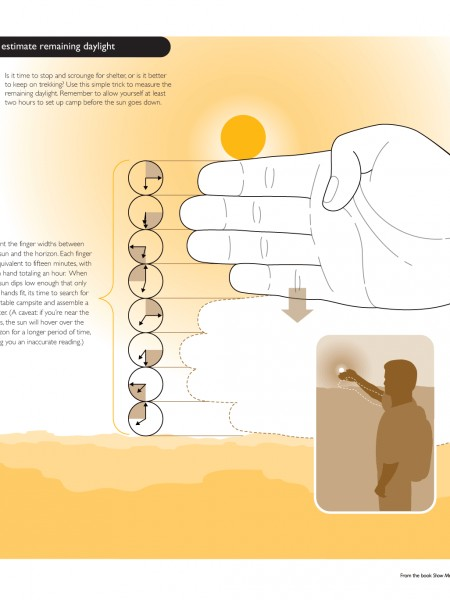 estimate remaining daylight
Is it time to stop and scrounge for shelter, or is it better
to keep on trekking? Use this simple trick to measure the
remaining daylight. Remember to allow yourself at least
two hours to set up camp before the sun goes down.
nt the finger widths between
sun and the horizon. Each finger
quivalent to fifteen minutes, with
hand totaling an hour. When
sun dips low enough that only
hands fit, its time to search for
table campsite and assemble a
ter. (A caveat: if you're near the
s, the sun will hover over the
zon for a longer period of time,
g you an inaccurate reading.)
From the book Show M